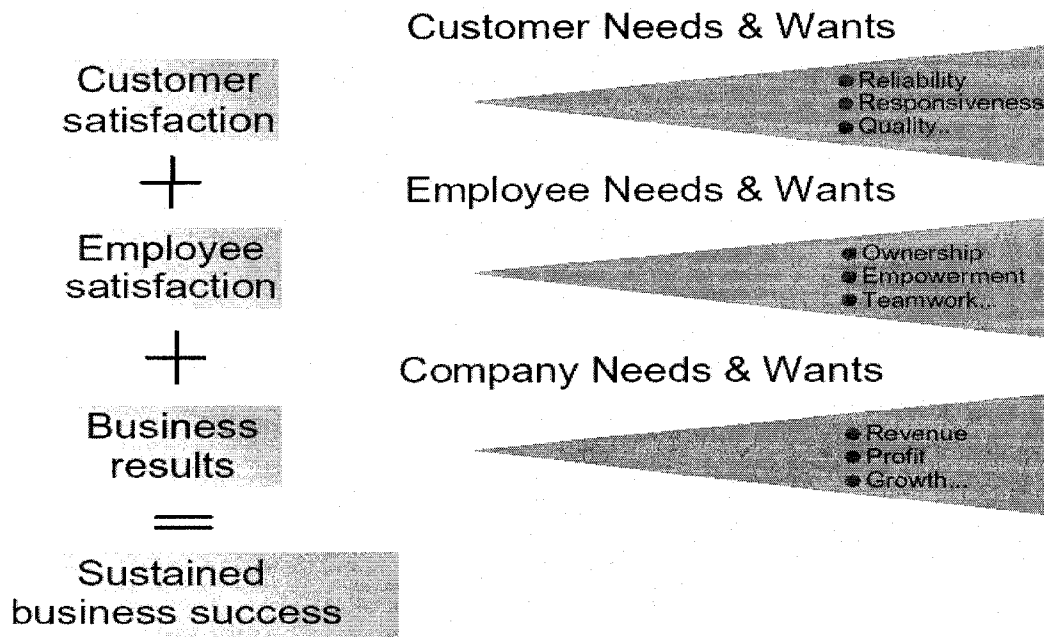 Customer Needs & Wants
Customer
satisfaction
● Reliability
● Responsiveness
● Quality..
+
Employee Needs & Wants
Employee
satisfaction
● Ownership
● Empowerment
● Teamwork...
+
Company Needs & Wants
Business
results
● Revenue
● Profit
● Growth...
=
Sustained
business success